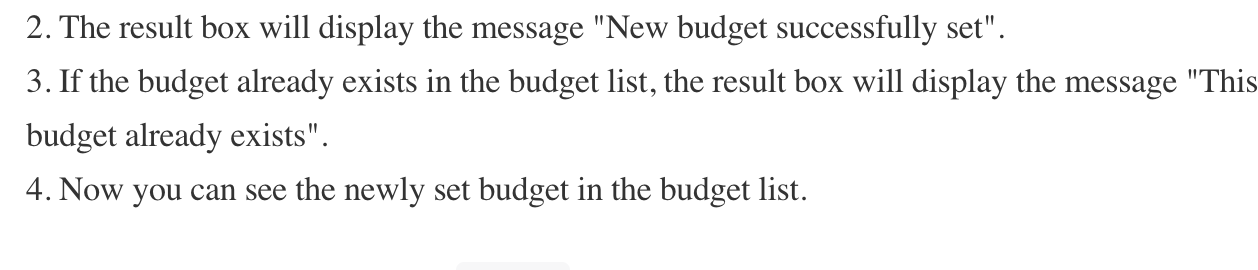 2. The result box will display the message "New budget successfully set".
3. If the budget already exists in the budget list, the result box will display the message "This
budget already exists".
4. Now you can see the newly set budget in the budget list.